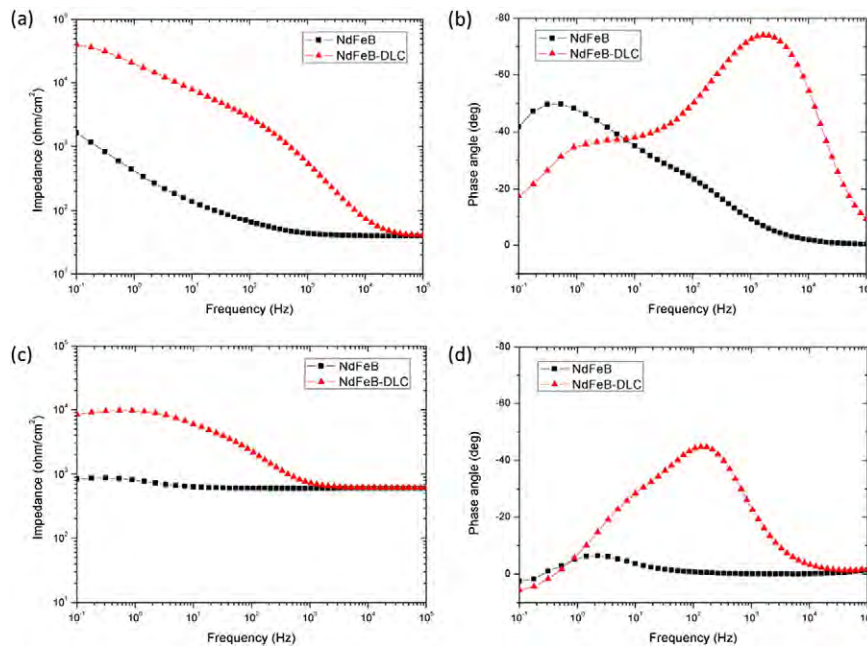 (a)
NdFeB
NdFeB-DLC
Impedance (ohm/cm²)
10⁵
10⁴
10³
10²
10¹
10⁻¹ 10⁰ 10¹ 10² 10³ 10⁴ 10⁵
Frequency (Hz)
(b)
NdFeB
NdFeB-DLC
Phase angle (deg)
-80
-60
-40
-20
0
10⁻¹ 10⁰ 10¹ 10² 10³ 10⁴ 10⁵
Frequency (Hz)
(c)
NdFeB
NdFeB-DLC
Impedance (ohm/cm²)
10⁵
10⁴
10³
10²
10¹
10⁻¹ 10⁰ 10¹ 10² 10³ 10⁴ 10⁵
Frequency (Hz)
(d)
NdFeB
NdFeB-DLC
Phase angle (deg)
-80
-60
-40
-20
0
10⁻¹ 10⁰ 10¹ 10² 10³ 10⁴ 10⁵
Frequency (Hz)